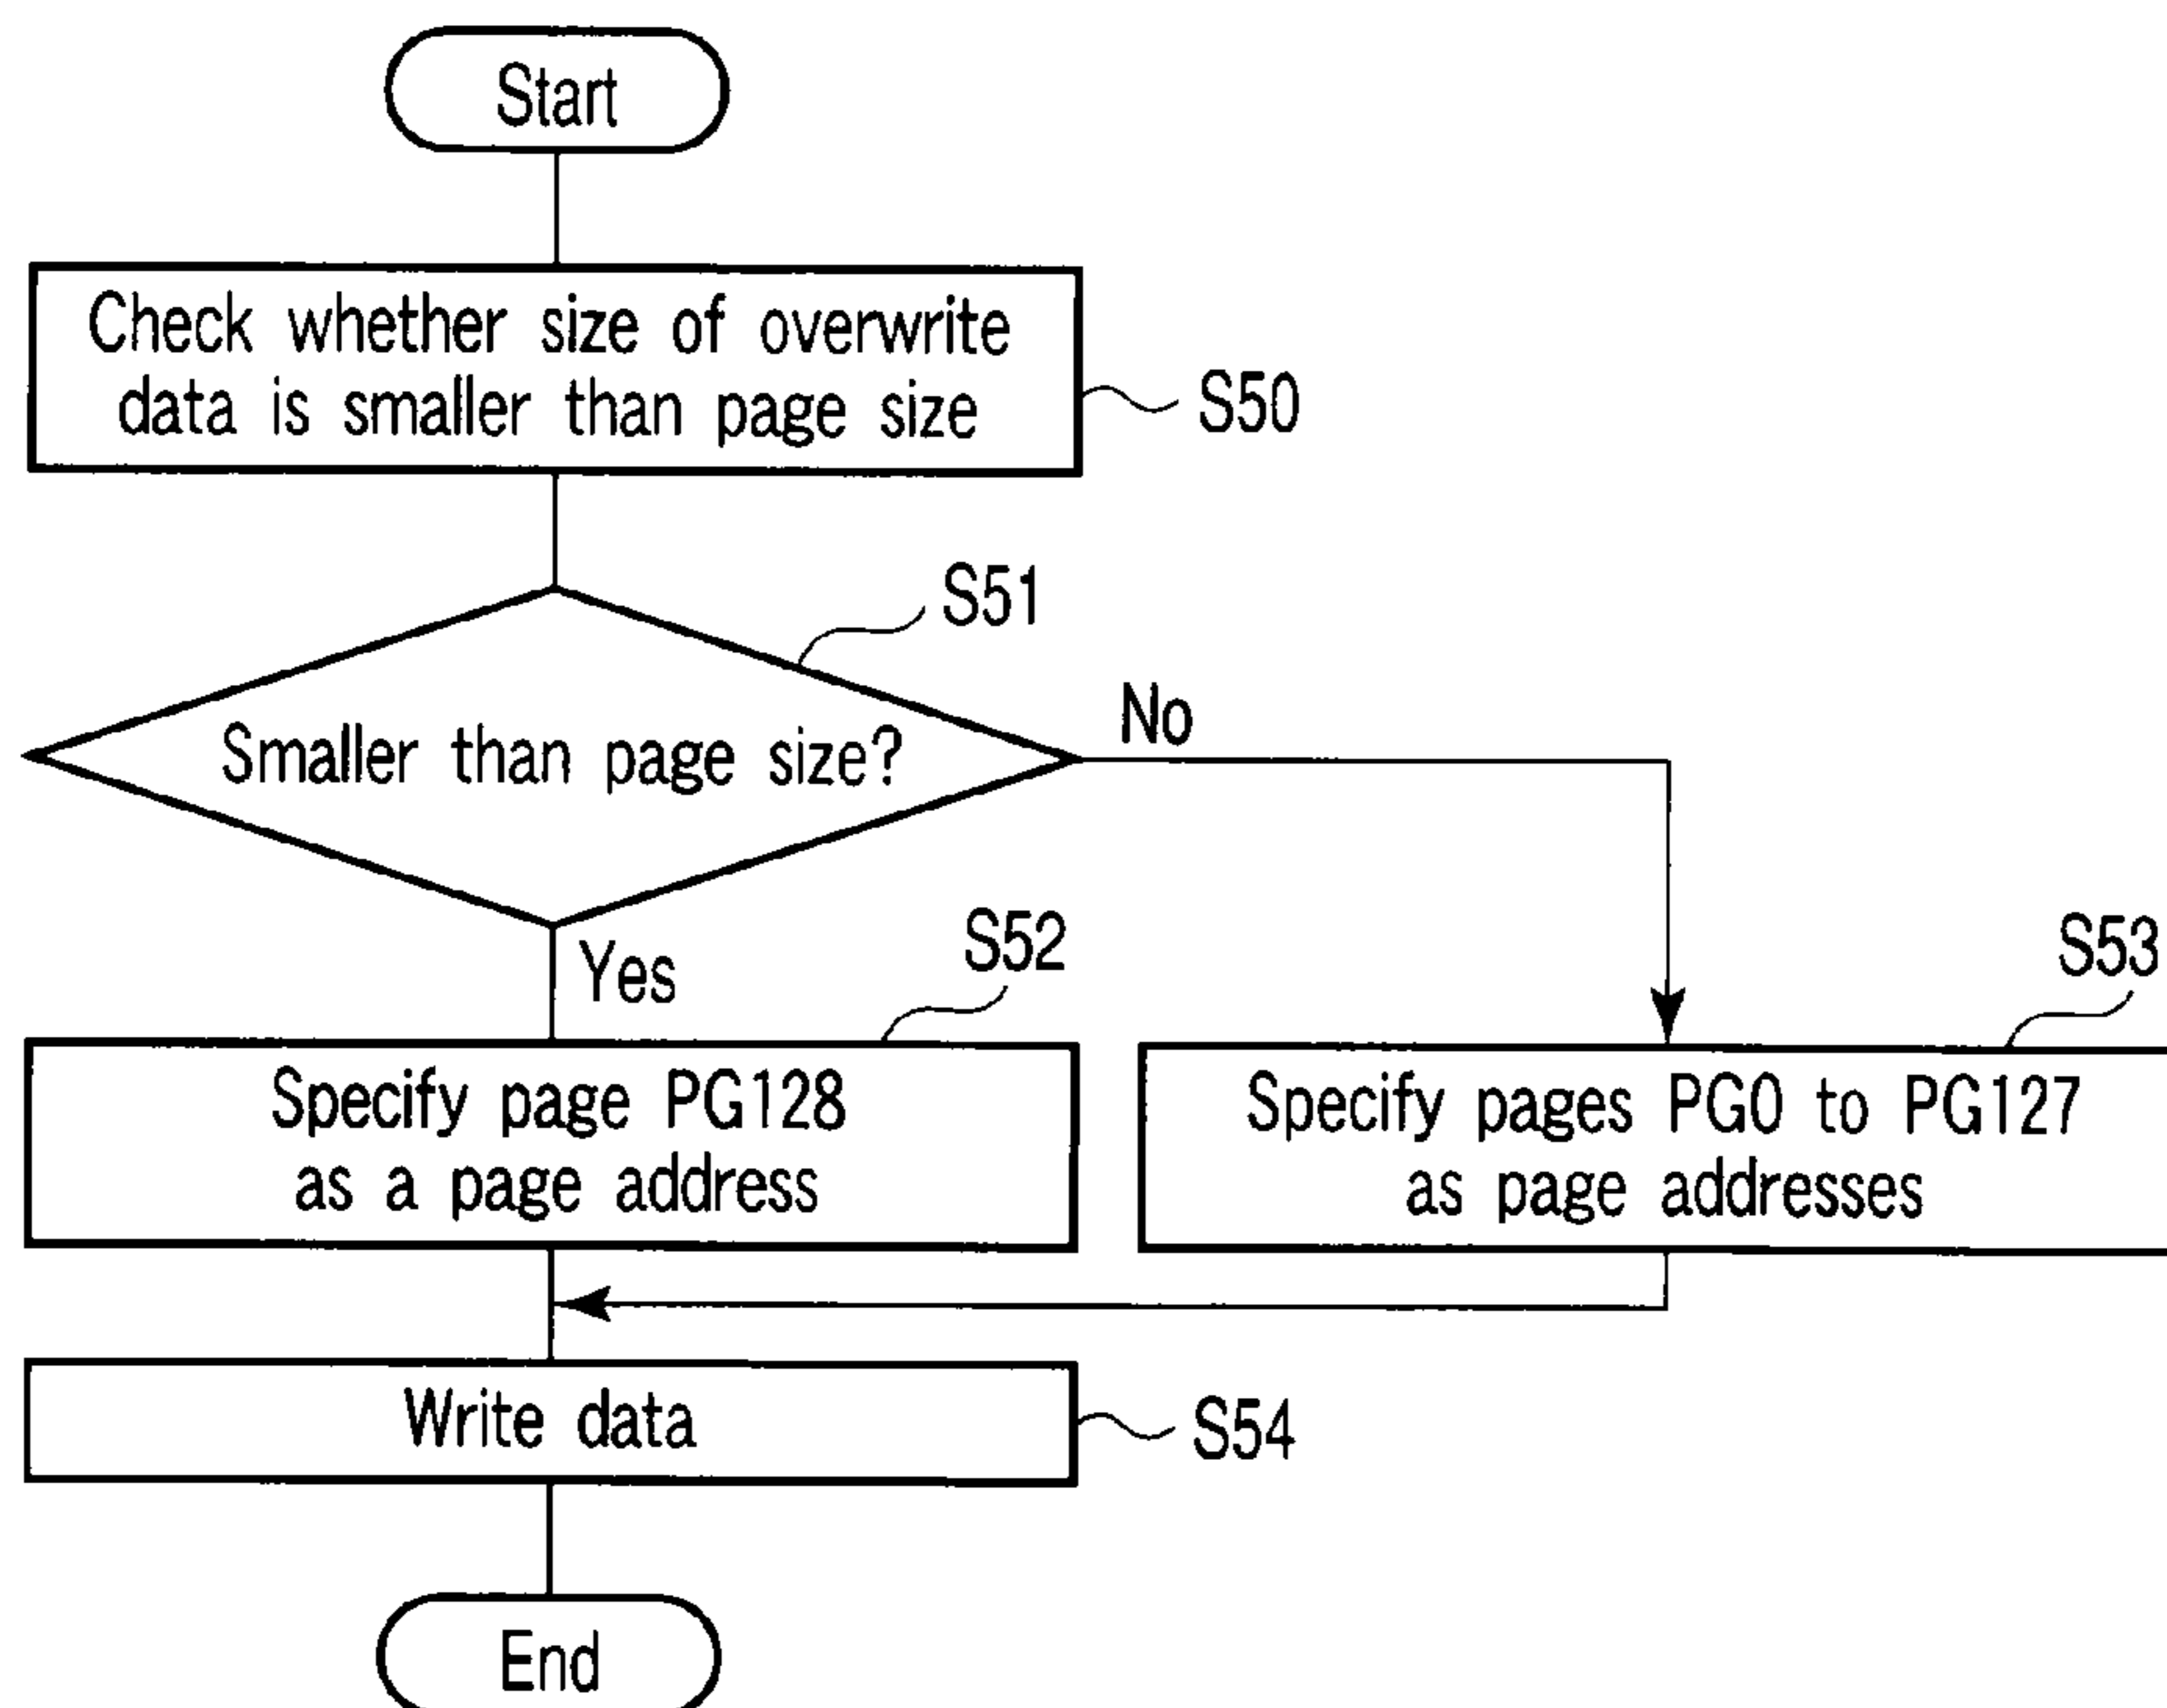 Start
Check whether size of overwrite
data is smaller than page size
S50
S51
Smaller than page size?
No
Yes
S52
S53
Specify page PG128
as a page address
Specify pages PG0 to PG127
as page addresses
Write data
S54
End